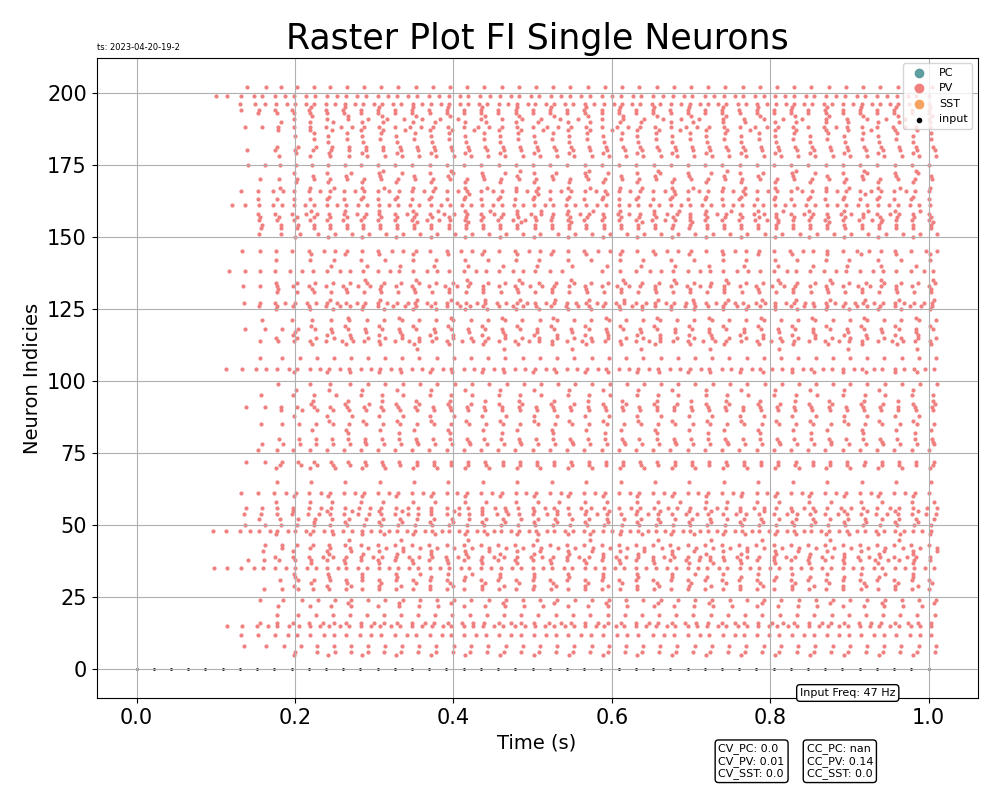 Raster Plot FI Single Neurons
ts: 2023-04-20-19-2
PC
PV
SST
input
200
175
150
125
100
75
50
25
0
Neuron Indicies
0.0 0.2 0.4 0.6 0.8 1.0
Input Freq: 47 Hz
Time (s)
CV_PC: 0.0
CV_PV: 0.01
CV_SST: 0.0
CC_PC: nan
CC_PV: 0.14
CC_SST: 0.0